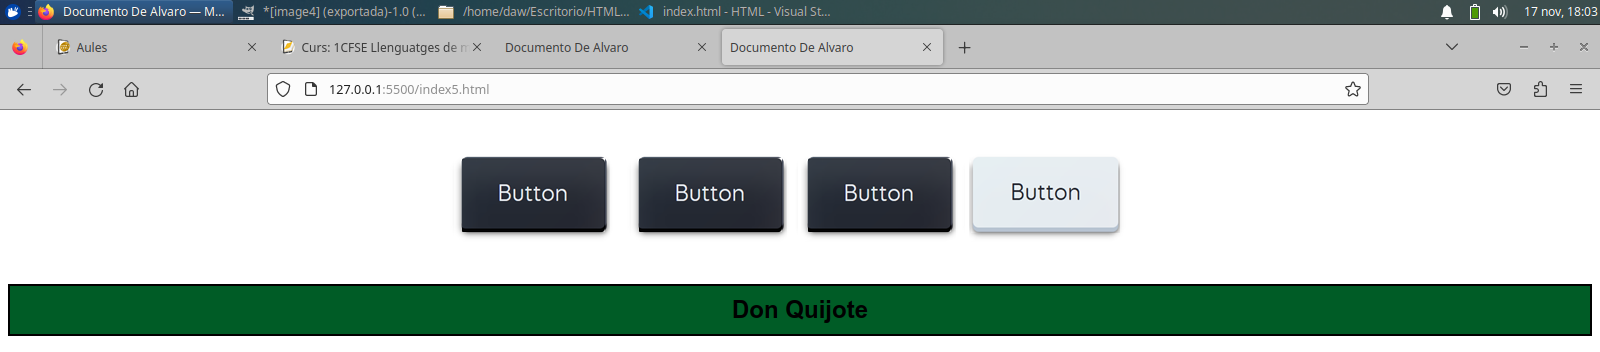 Documento De Alvaro — M...
*[image4] (exportada)-1.0 (...
/home/daw/Escritorio/HTML...
index.html - HTML - Visual St...
17 nov, 18:03
Aules
Curs: 1CFSE Llenguatges de m
Documento De Alvaro
Documento De Alvaro
127.0.0.1:5500/index5.html
Button
Button
Button
Button
Don Quijote